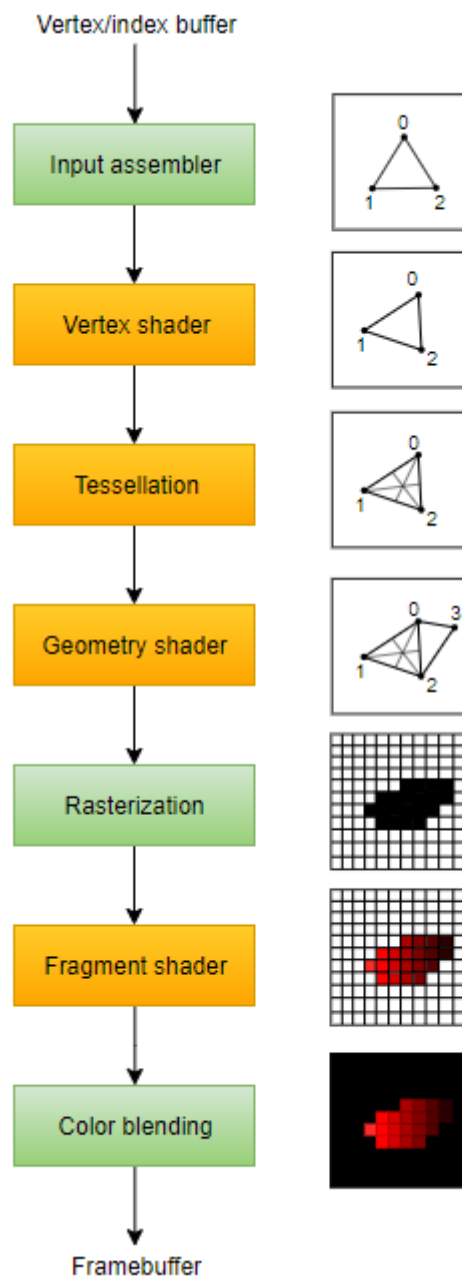 Vertex/index buffer
Input assembler
0
1
2
Vertex shader
0
1
2
Tessellation
0
1
2
Geometry shader
0
3
1
2
Rasterization
Fragment shader
Color blending
Framebuffer